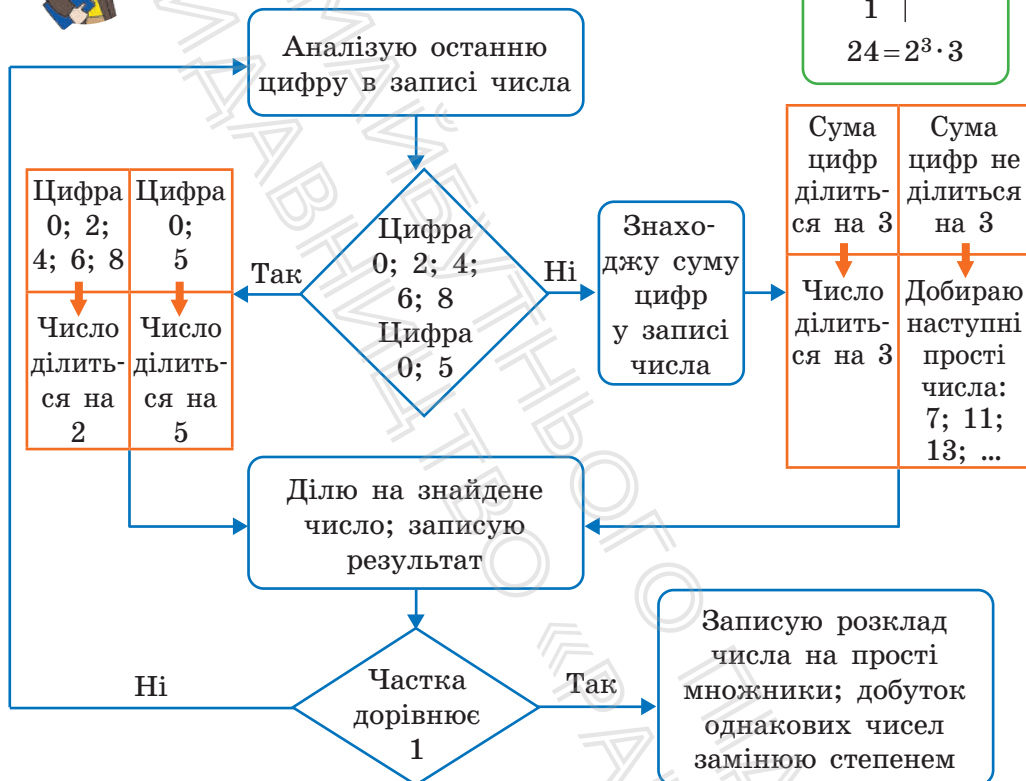 1
24=2³·3
Аналізую останню
цифру в записі числа
Цифра
0; 2;
4; 6; 8
Цифра
0;
5
Число
ділить-
ся на
2
Число
ділить-
ся на
5
Так
Цифра
0; 2; 4;
6; 8
Цифра
0; 5
Ні
Знахо-
джу суму
цифр
у записі
числа
Сума
цифр
ділить-
ся на 3
Сума
цифр не
ділиться
на 3
Число
ділить-
ся на 3
Добираю
наступні
прості
числа:
7; 11;
13; ...
Ділю на знайдене
число; записую
результат
Ні
Частка
дорівнює
1
Так
Записую розклад
числа на прості
множники; добуток
однакових чисел
замінюю степенем